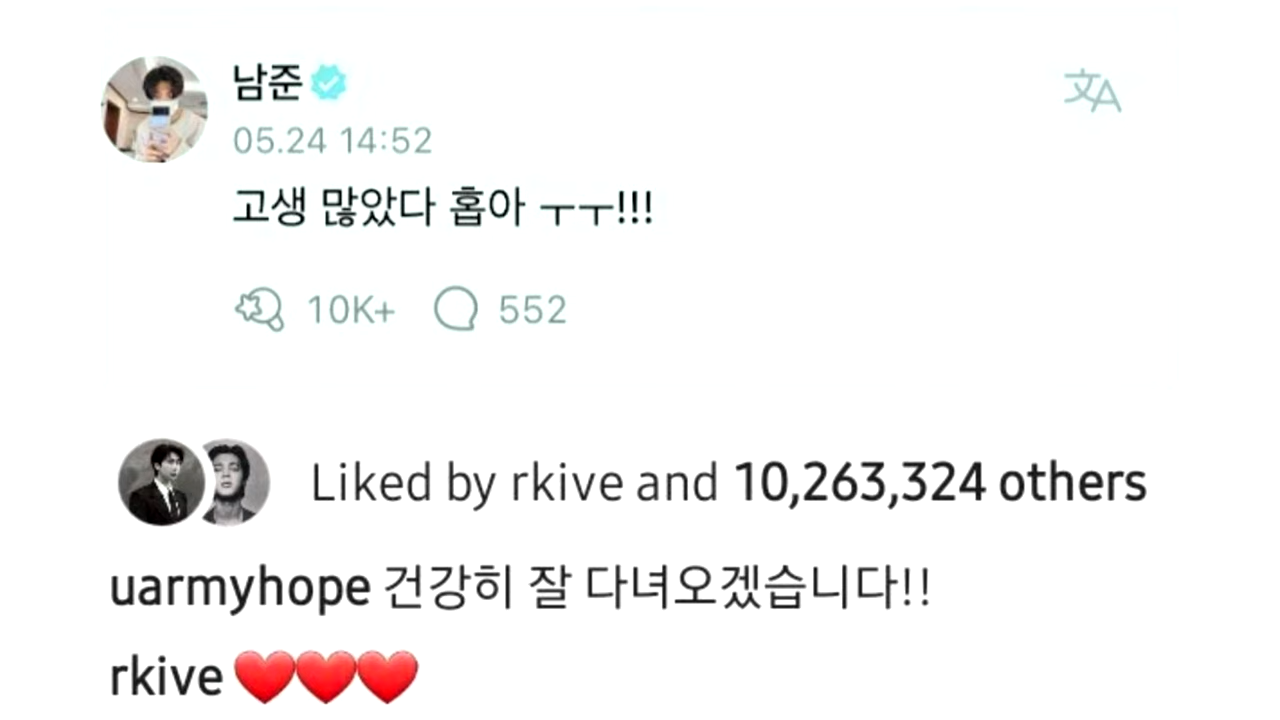 남준
05.24 14:52
고생 많았다 홉아 ㅜㅜ!!!
10K+ 552
Liked by rkive and 10,263,324 others
uarmyhope 건강히 잘 다녀오겠습니다!!
rkive ❤️❤️❤️